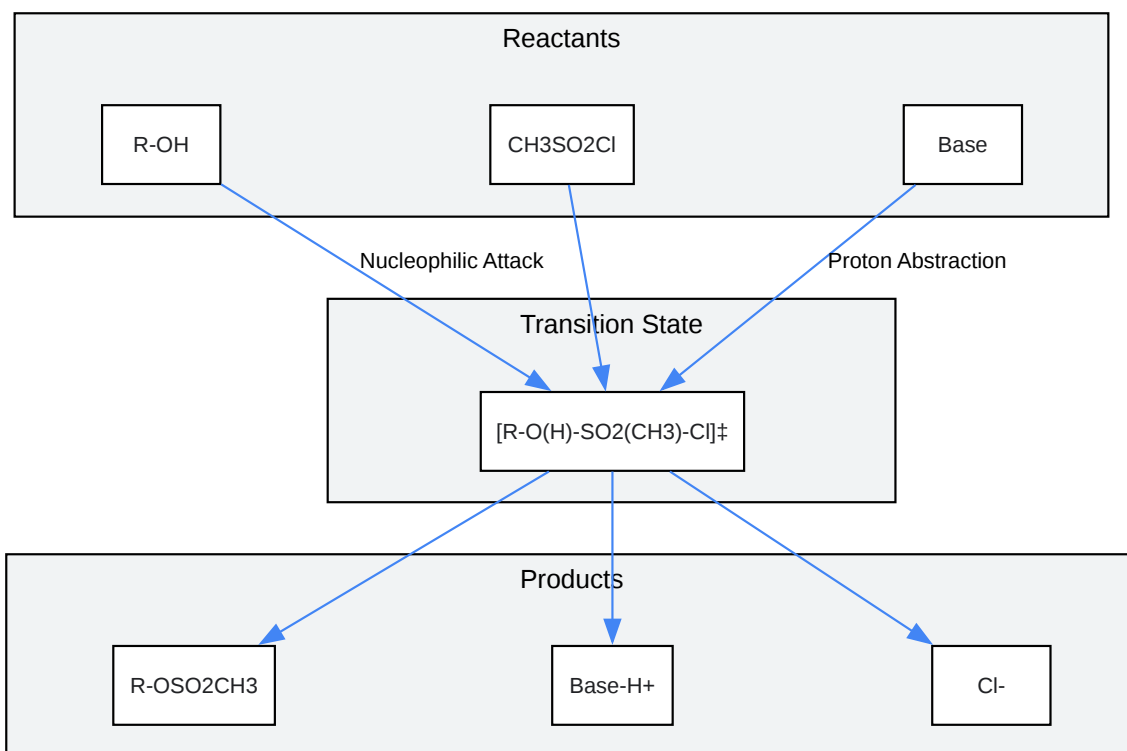 Reactants
R-OH
CH3SO2Cl
Base
Nucleophilic Attack
Proton Abstraction
Transition State
[R-O(H)-SO2(CH3)-Cl]‡
Products
R-OSO2CH3
Base-H+
Cl-